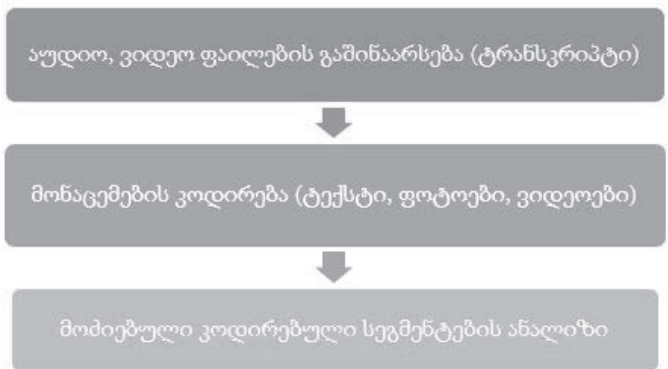 აუდიო, ვიდეო ფაილების გაშინაარსება (ტრანსკრიპტი)
მონაცემების კოდირება (ტექსტი, ფოტოები, ვიდეოები)
მოძიებული კოდირებული სეგმენტების ანალიზი